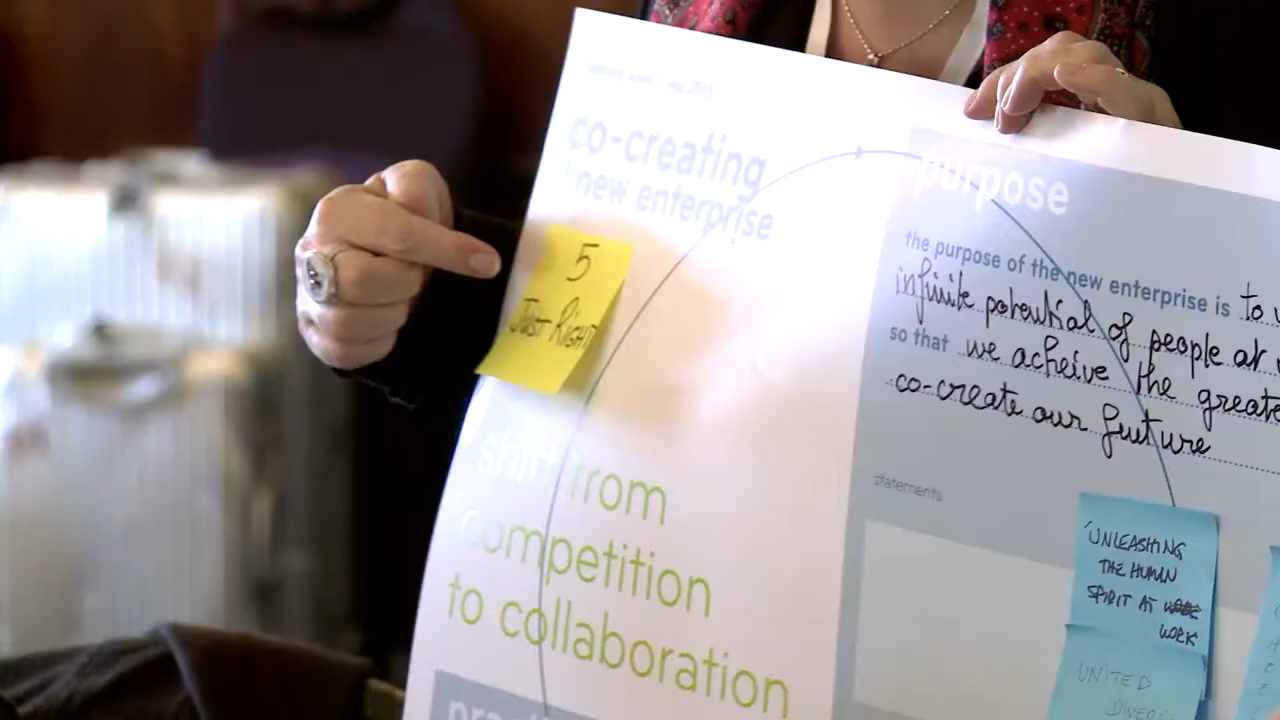 co-creating
new enterprise
5
Just Right
shift from
competition
to collaboration
purpose
the purpose of the new enterprise is to
infinite potential of people at
so that we acheive the greate
co-create our fueture
statements
'UNLEASHING
THE HUMAN
SPIRIT AT
WORK
UNITED